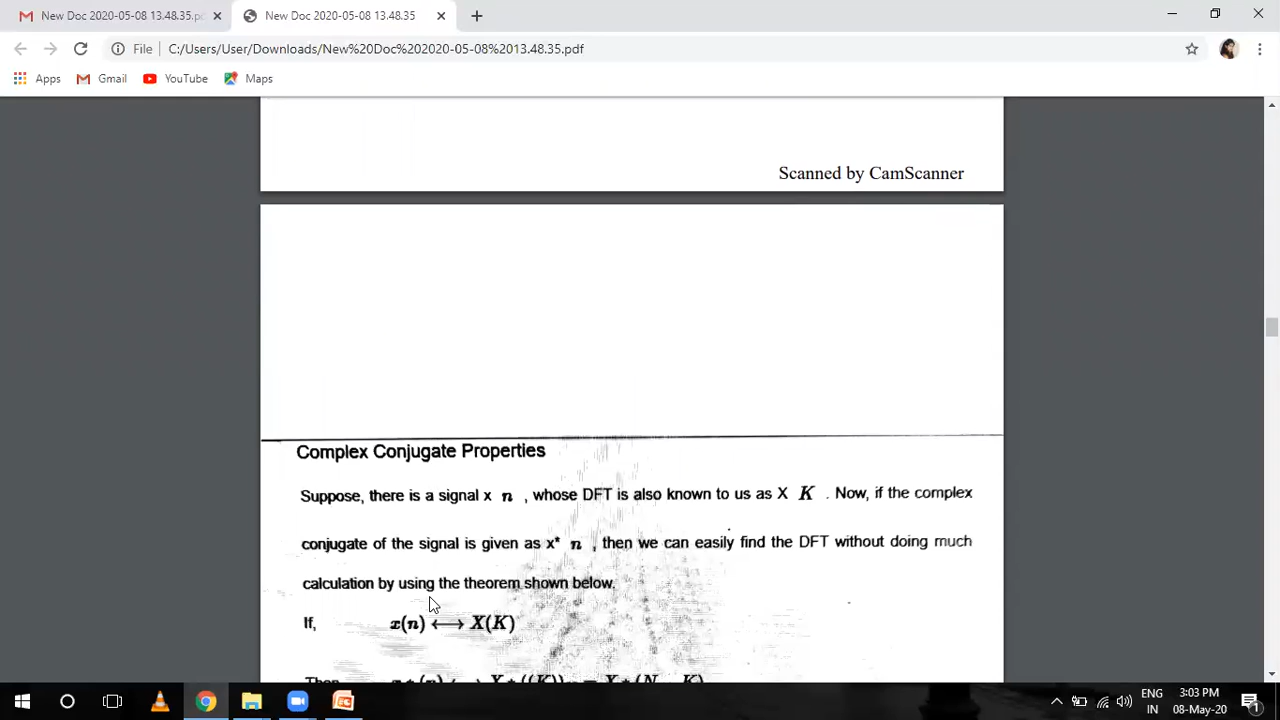 New Doc 2020-05-08 13.48.35.pd
New Doc 2020-05-08 13.48.35
File
C:/Users/User/Downloads/New%20Doc%202020-05-08%2013.48.35.pdf
Apps
Gmail
YouTube
Maps
Scanned by CamScanner
Complex Conjugate Properties
Suppose, there is a signal x n , whose DFT is also known to us as X K . Now, if the complex
conjugate of the signal is given as x* n , then we can easily find the DFT without doing much
calculation by using the theorem shown below.
If, x(n) ⟷ X(K)
Then
ENG
IN
3:03 PM
08-May-20